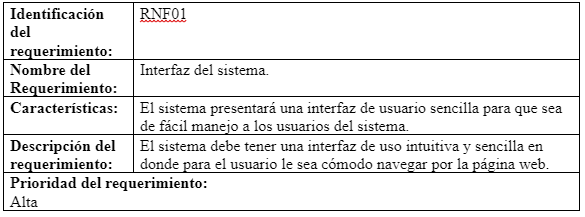 Identificación RNF01
del
requerimiento:
Nombre del Interfaz del sistema.
Requerimiento:
Características: El sistema presentará una interfaz de usuario sencilla para que sea
de fácil manejo a los usuarios del sistema.
Descripción del El sistema debe tener una interfaz de uso intuitiva y sencilla en
requerimiento: donde para el usuario le sea cómodo navegar por la página web.
Prioridad del requerimiento:
Alta